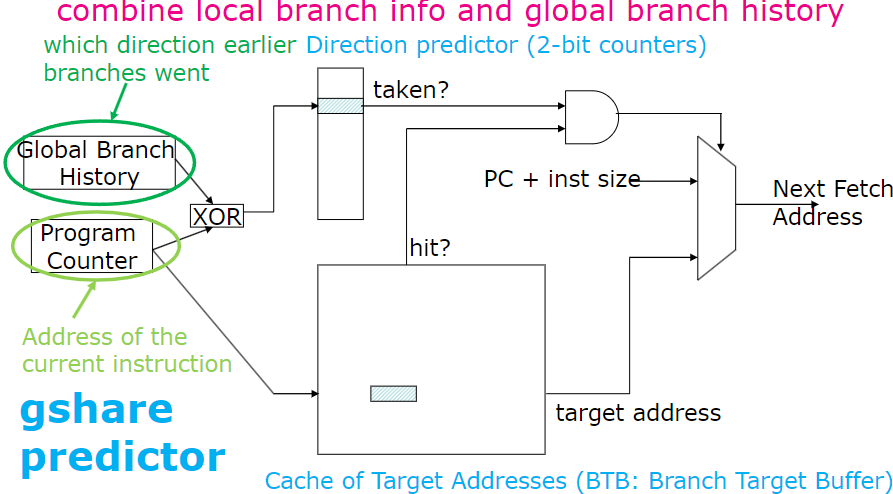 combine local branch info and global branch history
which direction earlier
branches went
Direction predictor (2-bit counters)
taken?
Global Branch
History
XOR
Program
Counter
PC + inst size
Next Fetch
Address
hit?
Address of the
current instruction
gshare
predictor
target address
Cache of Target Addresses (BTB: Branch Target Buffer)